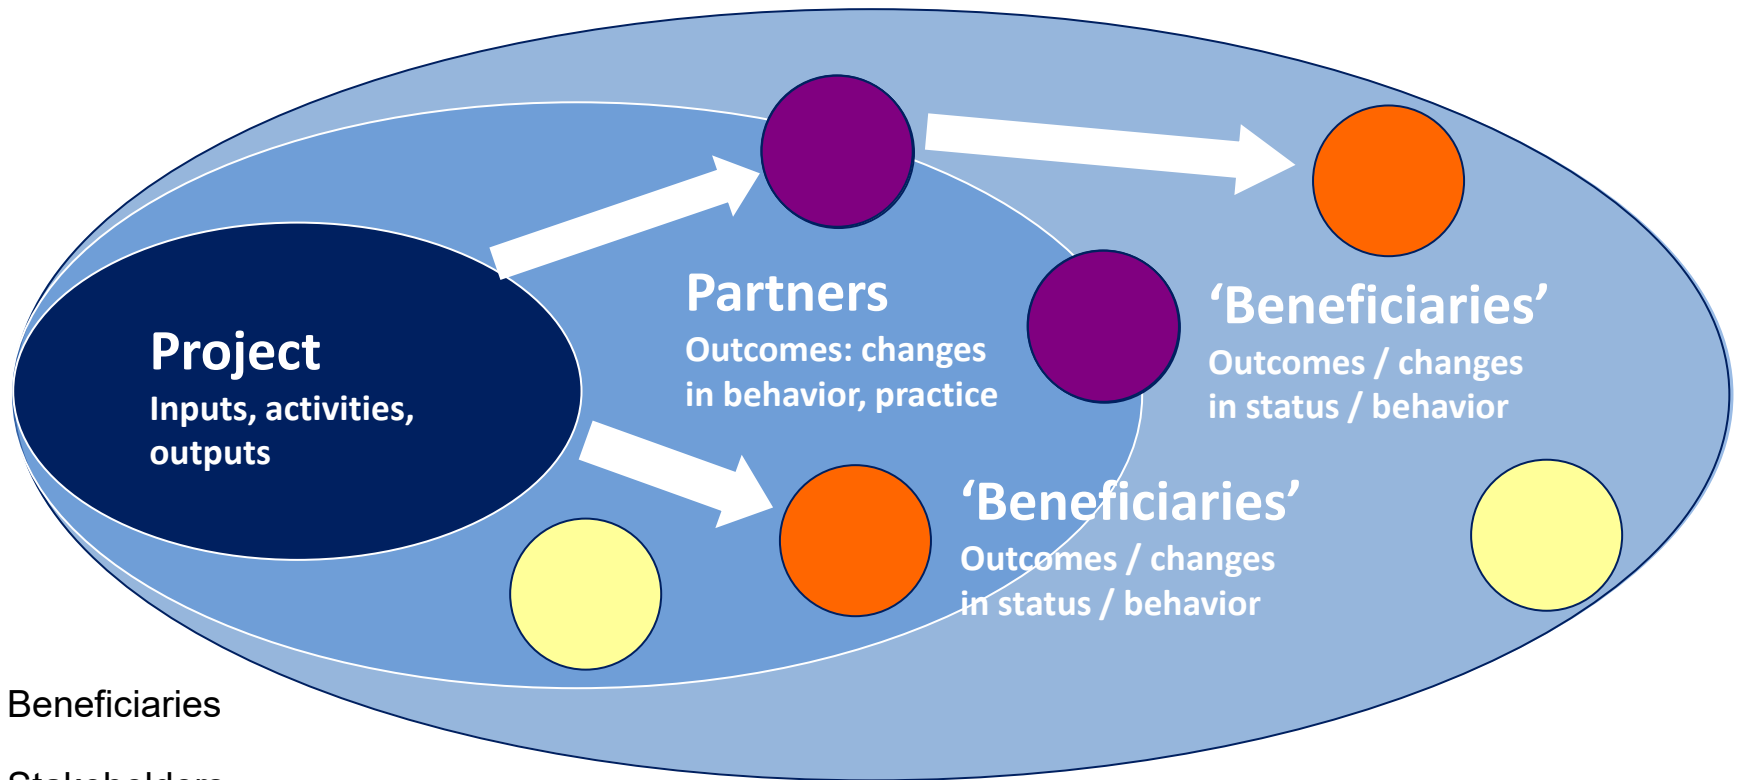 Project
Inputs, activities,
outputs
Partners
Outcomes: changes
in behavior, practice
‘Beneficiaries’
Outcomes / changes
in status / behavior
‘Beneficiaries’
Outcomes / changes
in status / behavior
Beneficiaries
Stakeholders